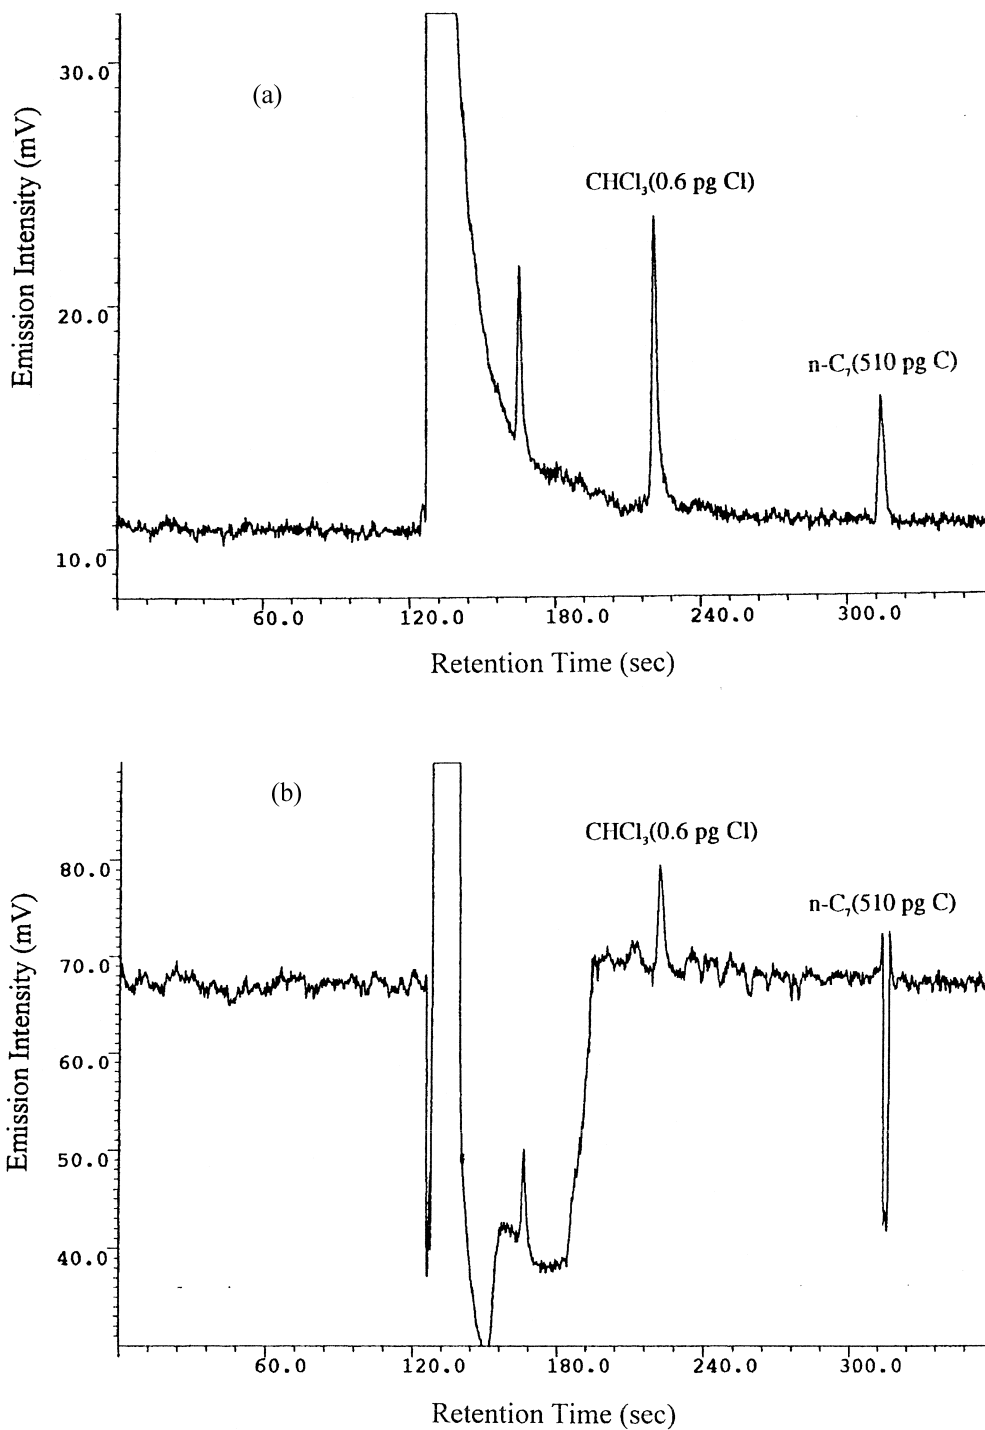 (a)
Emission Intensity (mV)
30.0
20.0
10.0
CHCl₃(0.6 pg Cl)
n-C₇(510 pg C)
60.0 120.0 180.0 240.0 300.0
Retention Time (sec)
(b)
Emission Intensity (mV)
80.0
70.0
60.0
50.0
40.0
CHCl₃(0.6 pg Cl)
n-C₇(510 pg C)
60.0 120.0 180.0 240.0 300.0
Retention Time (sec)